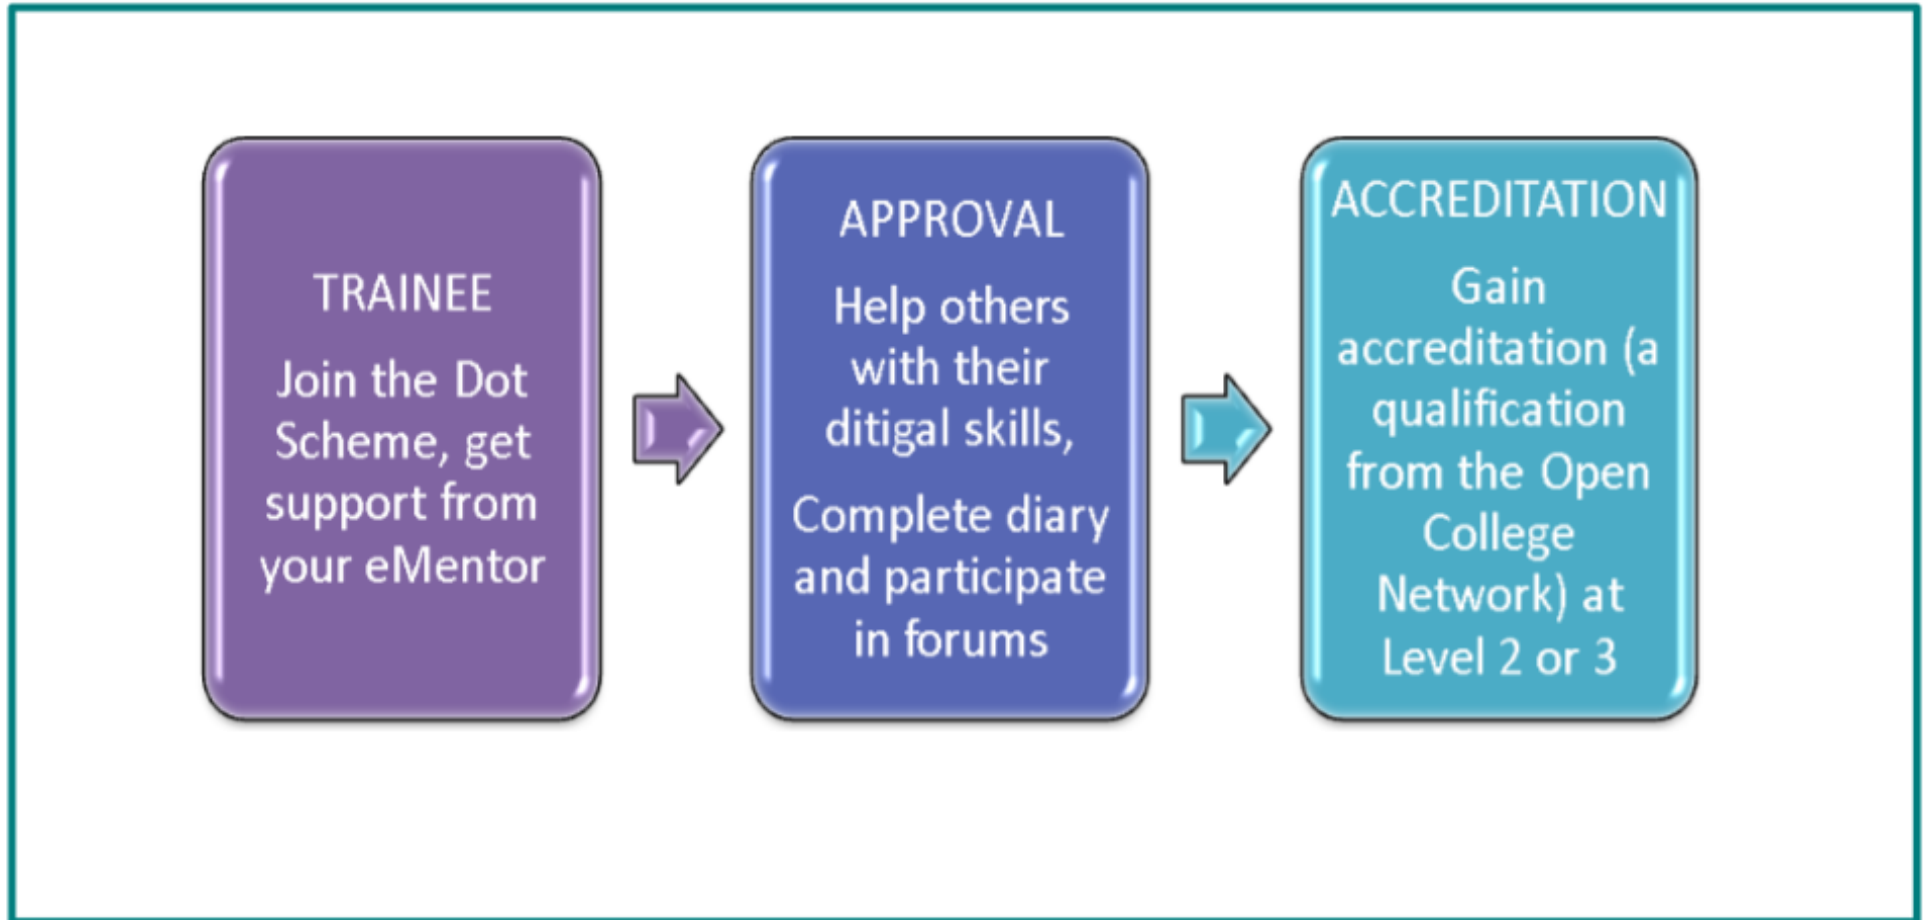 TRAINEE
Join the Dot
Scheme, get
support from
your eMentor
APPROVAL
Help others
with their
ditigal skills,
Complete diary
and participate
in forums
ACCREDITATION
Gain
accreditation (a
qualification
from the Open
College
Network) at
Level 2 or 3